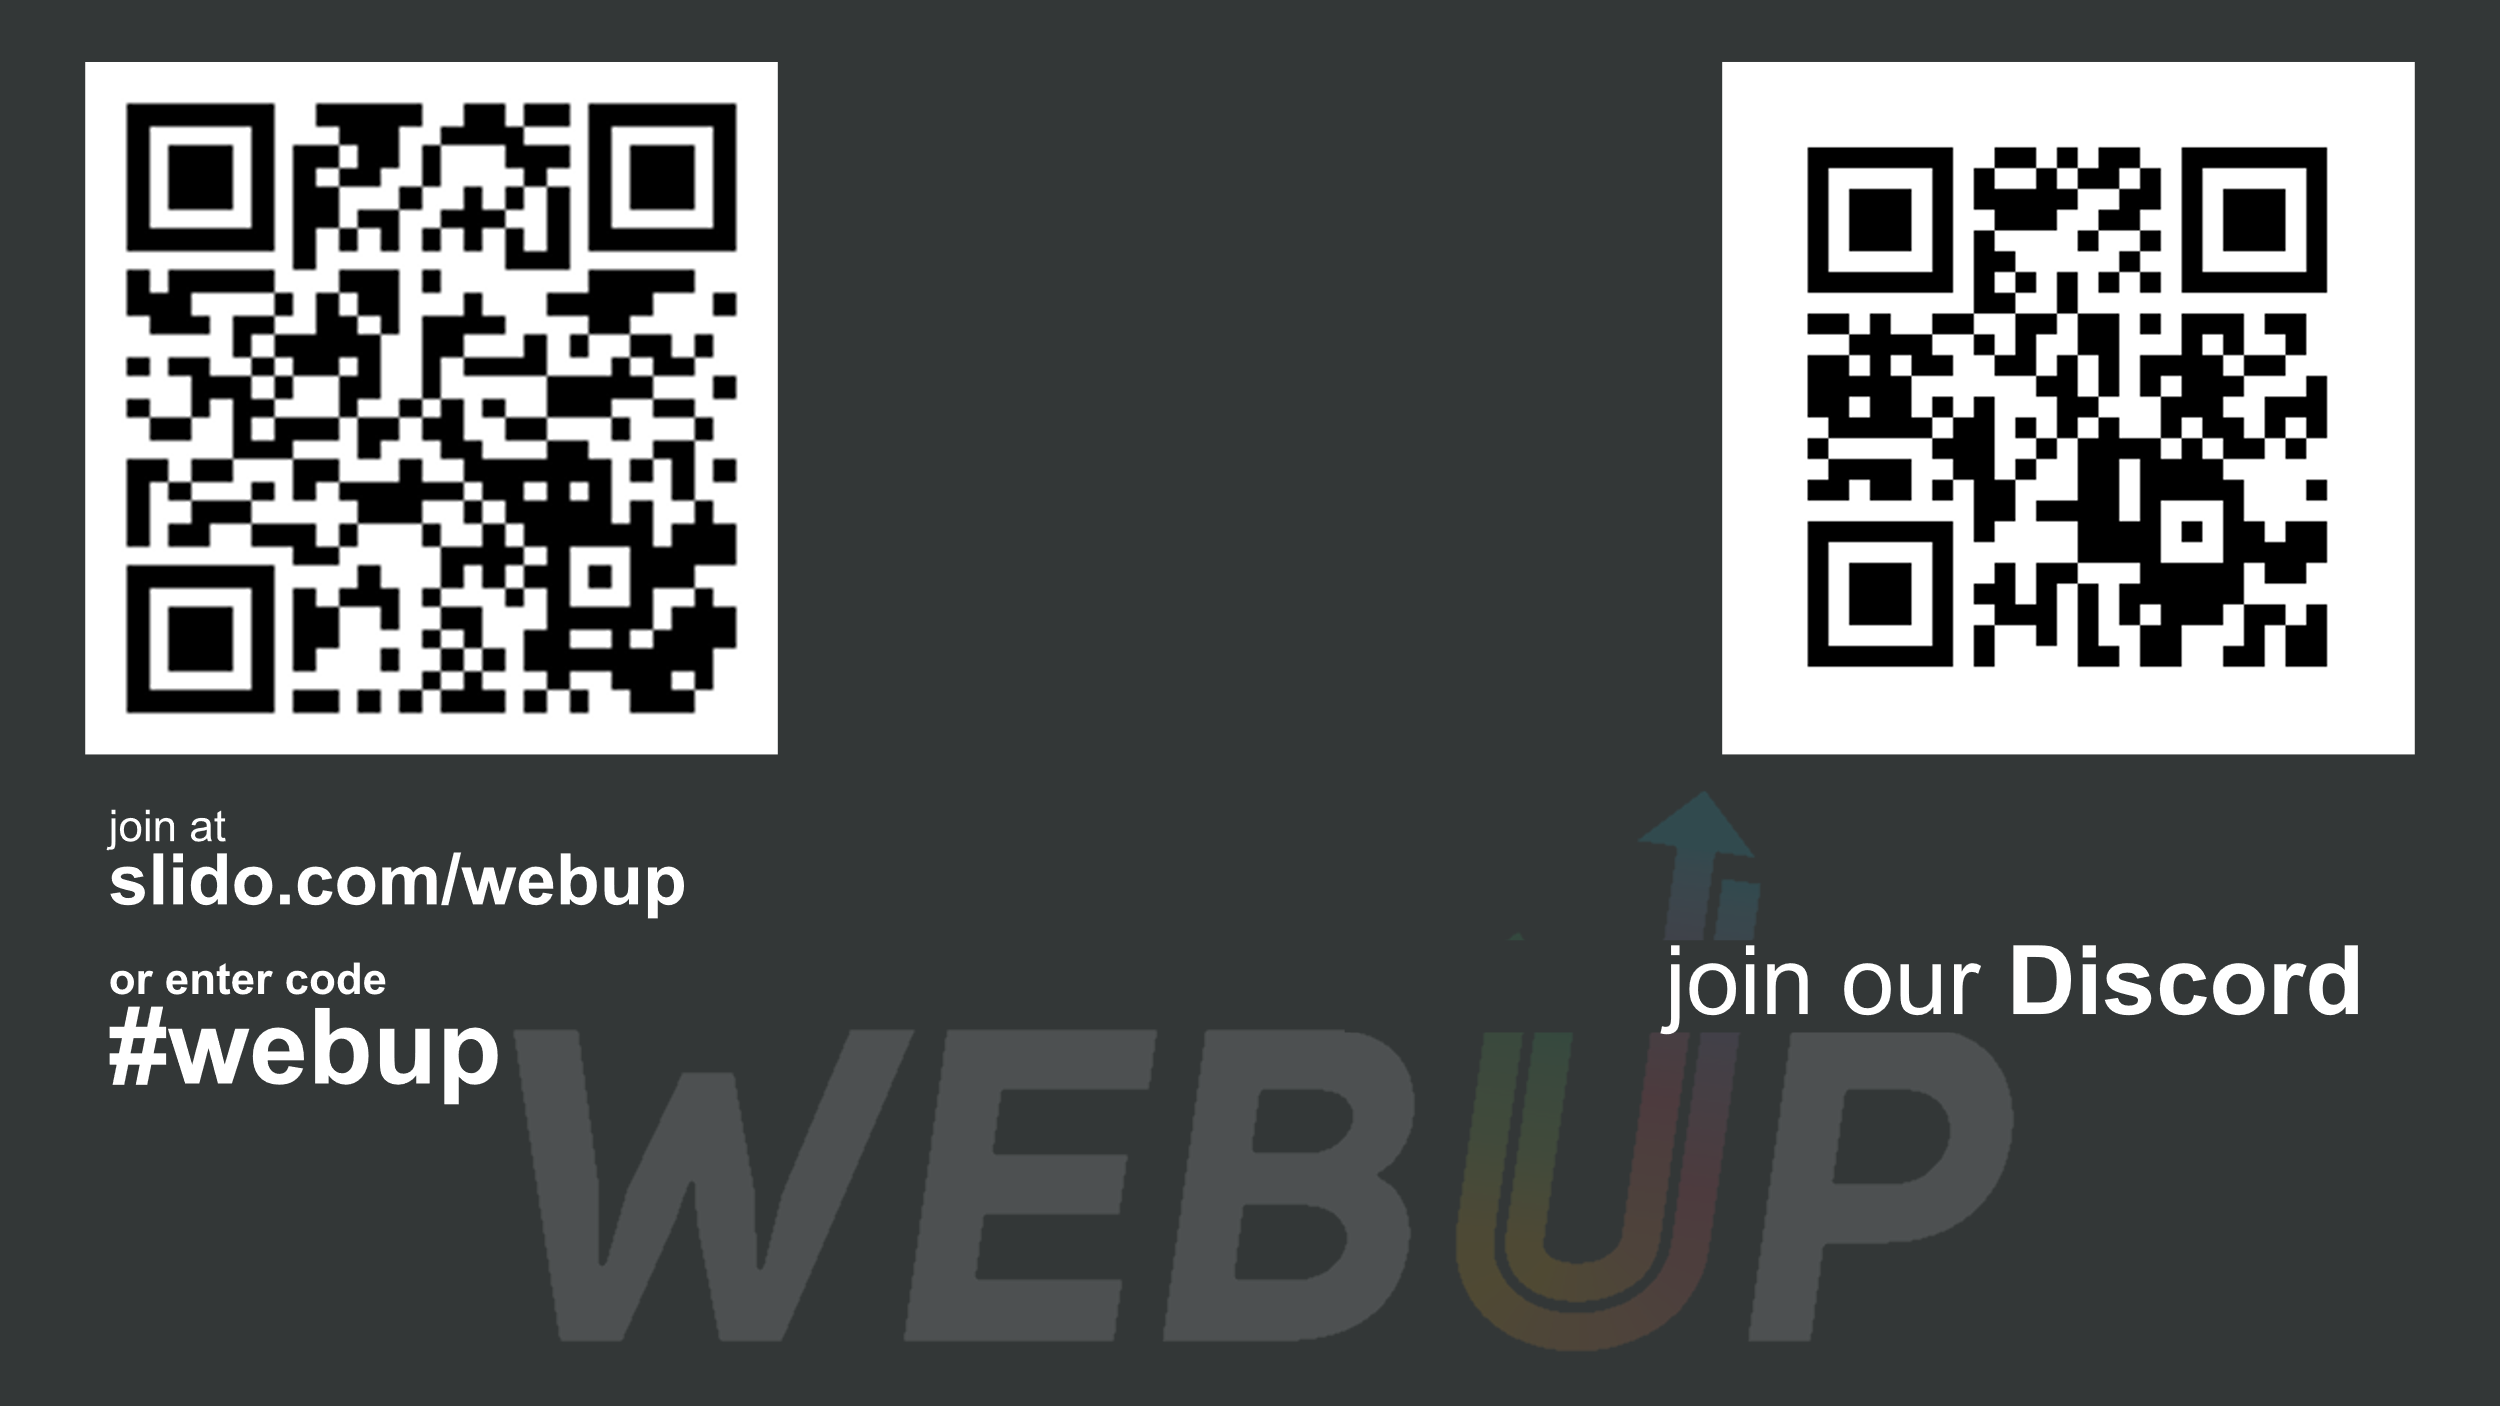 join at
slido.com/webup
or enter code
#webup
join our Discord
WEBUP